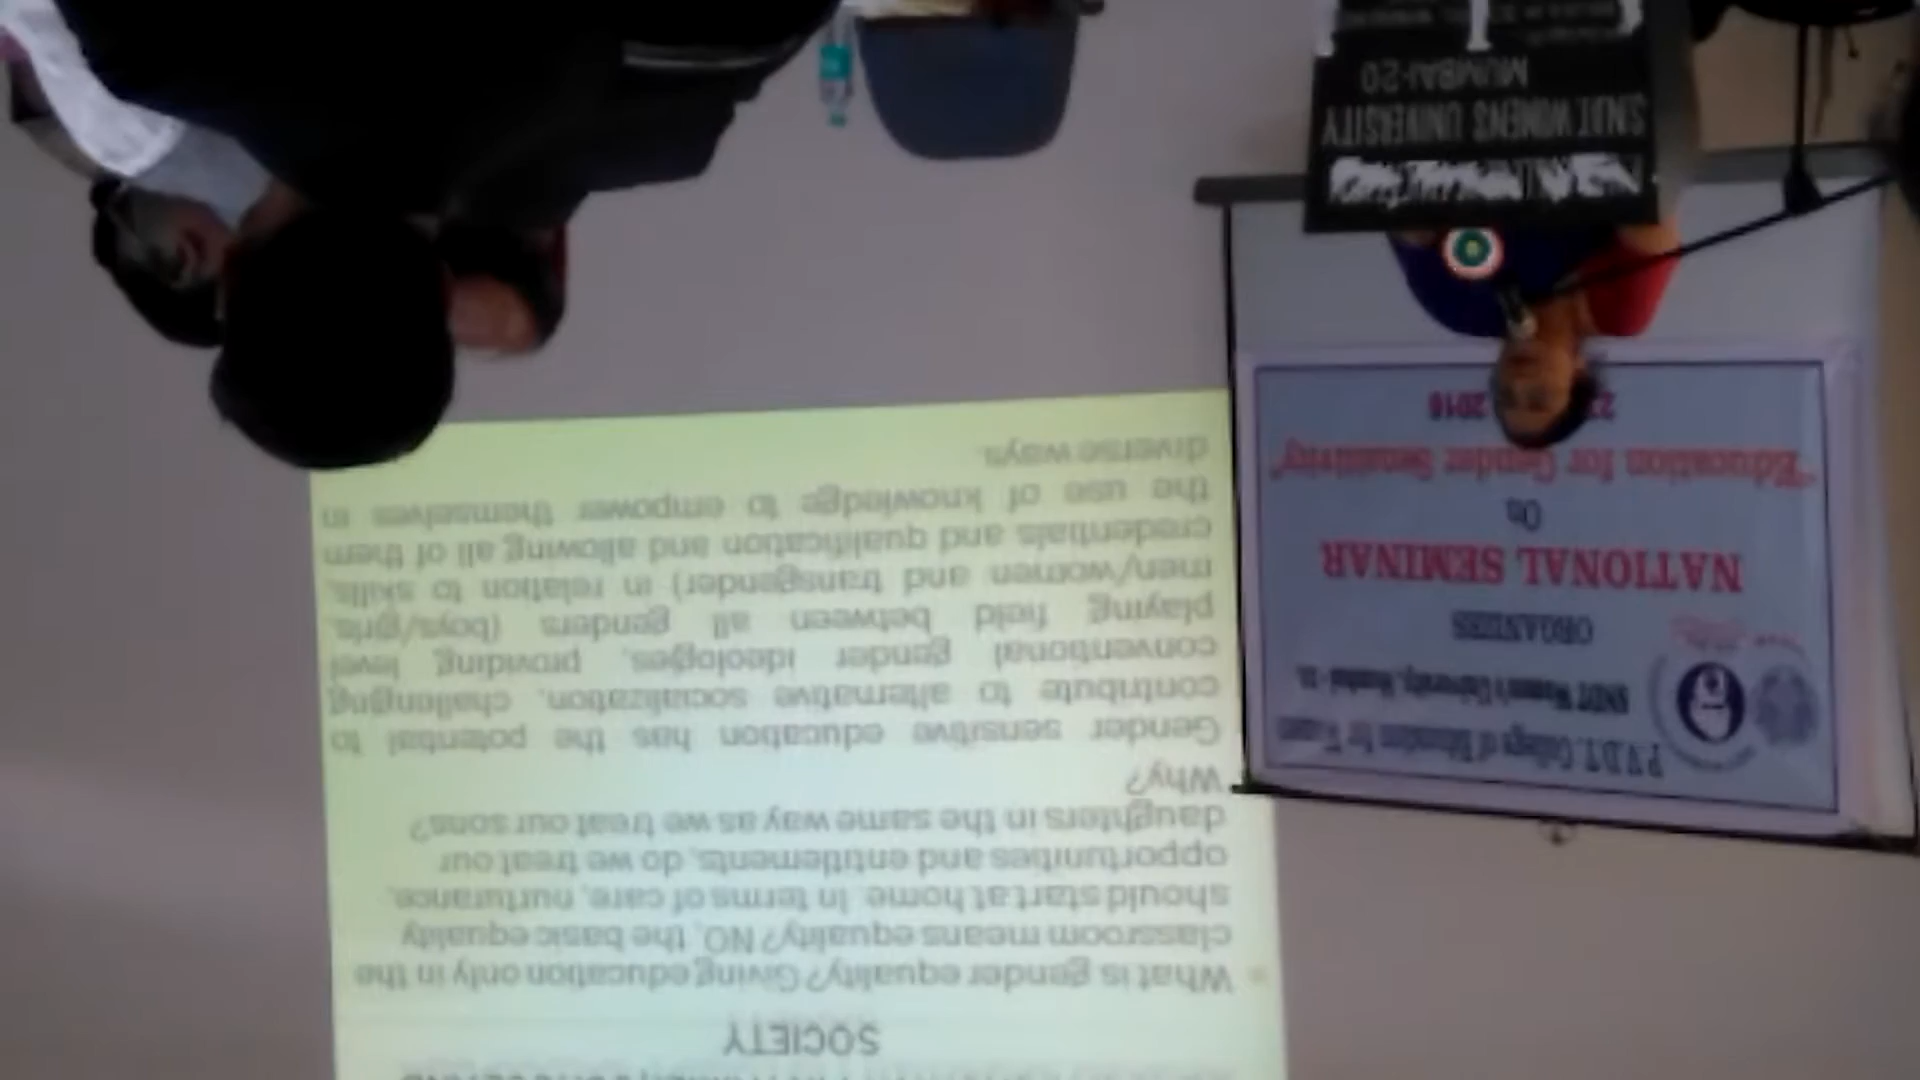 SOCIETY
What is gender equality? Giving education only in the
classroom means equality? NO, the basic equality
should start at home. In terms of care, nurturance,
opportunities and entitlements, do we treat our
daughters in the same way as we treat our sons?
Why?
Gender sensitive education has the potential to
contribute to alternative socialization, challenging
conventional gender ideologies, providing level
playing field between all genders (boys/girls,
men/women and transgender) in relation to skills,
credentials and qualification and allowing all of them
the use of knowledge to empower themselves in
diverse ways.
P.V.D.T. College of Education for Women
SNDT Women's University, Mumbai - 20.
ORGANIZES
NATIONAL SEMINAR
On
"Education for Gender Sensitivity"
2016
S.N.D.T. WOMEN'S UNIVERSITY
MUMBAI-20